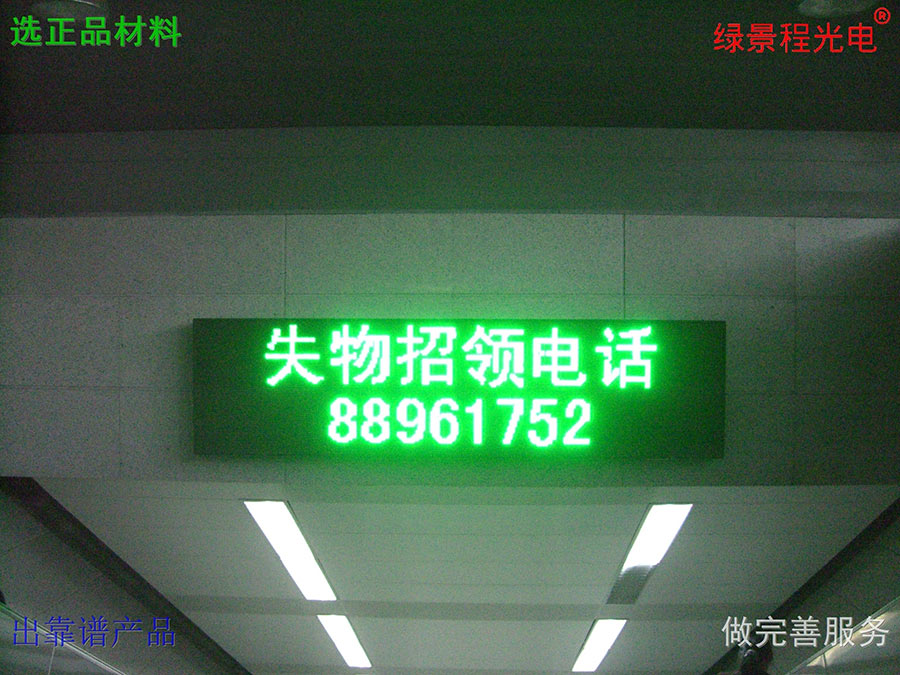 选正品材料
绿景程光电®
失物招领电话
88961752
出靠谱产品
做完善服务